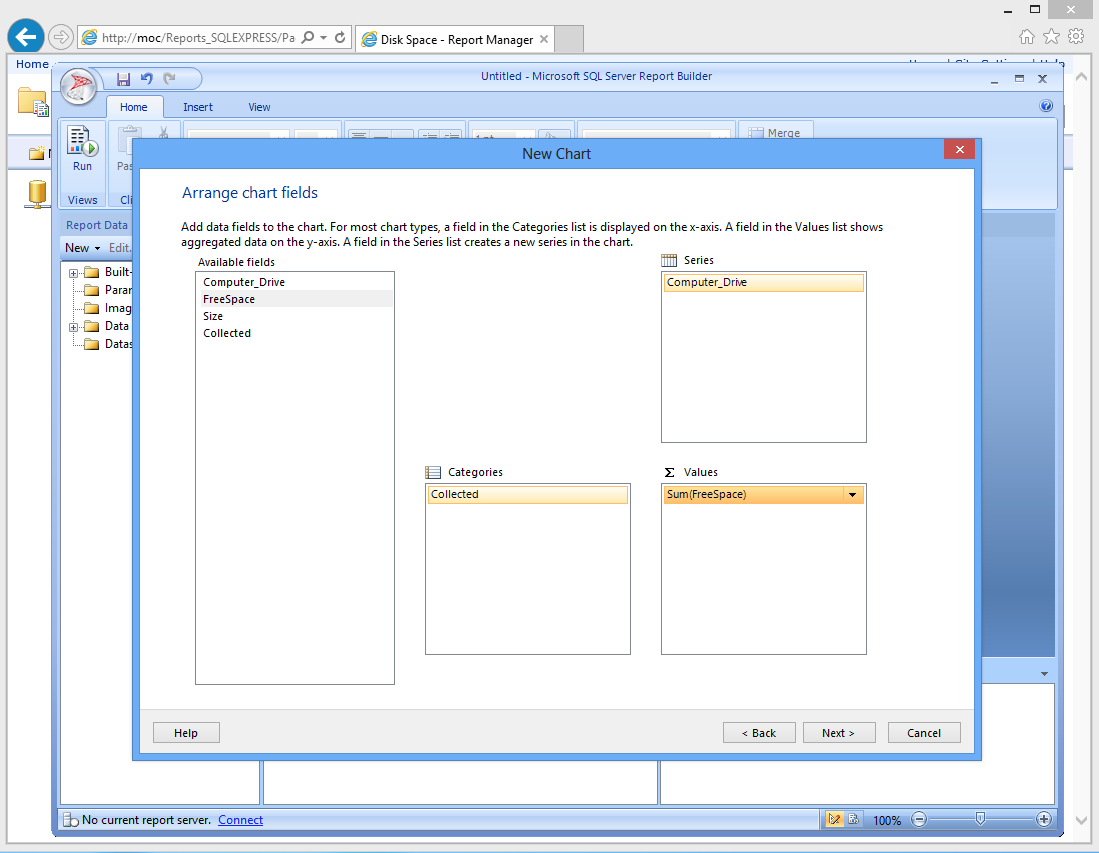 http://moc/Reports_SQLEXPRESS/Pa
Disk Space - Report Manager
Home
Untitled - Microsoft SQL Server Report Builder
Home Insert View
Run
Views
Merge
Report Data
New Edit.
Built-
Data
New Chart
Arrange chart fields
Add data fields to the chart. For most chart types, a field in the Categories list is displayed on the x-axis. A field in the Values list shows
aggregated data on the y-axis. A field in the Series list creates a new series in the chart.
Available fields
Computer_Drive
FreeSpace
Size
Collected
Series
Computer_Drive
Categories
Collected
Σ Values
Sum(FreeSpace)
Help
< Back
Next >
Cancel
No current report server. Connect
100%